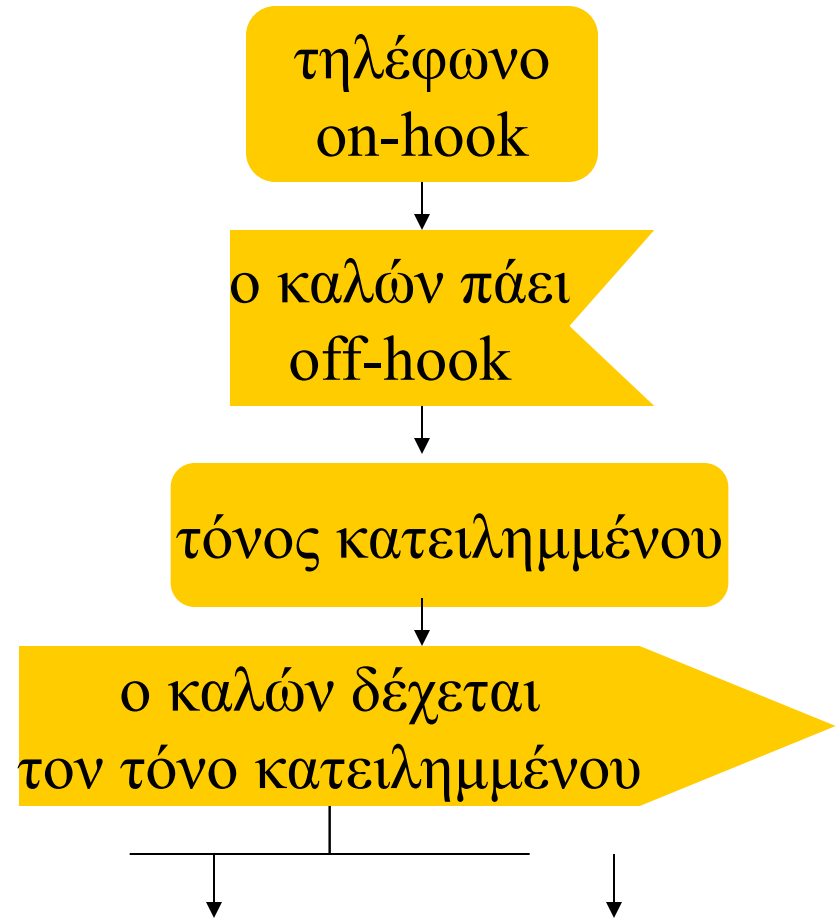 τηλέφωνο
on-hook
ο καλών πάει
off-hook
τόνος κατειλημμένου
ο καλών δέχεται
τον τόνο κατειλημμένου